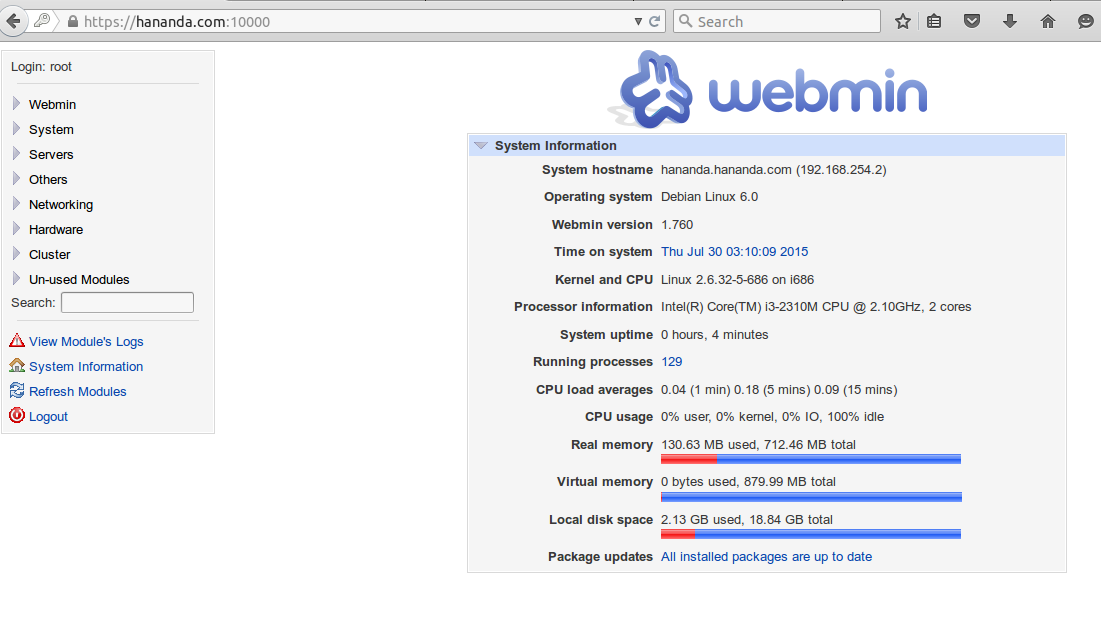 https://hananda.com:10000
Search
Login: root
Webmin
System
Servers
Others
Networking
Hardware
Cluster
Un-used Modules
Search:
View Module's Logs
System Information
Refresh Modules
Logout
webmin
System Information
System hostname hananda.hananda.com (192.168.254.2)
Operating system Debian Linux 6.0
Webmin version 1.760
Time on system Thu Jul 30 03:10:09 2015
Kernel and CPU Linux 2.6.32-5-686 on i686
Processor information Intel(R) Core(TM) i3-2310M CPU @ 2.10GHz, 2 cores
System uptime 0 hours, 4 minutes
Running processes 129
CPU load averages 0.04 (1 min) 0.18 (5 mins) 0.09 (15 mins)
CPU usage 0% user, 0% kernel, 0% IO, 100% idle
Real memory 130.63 MB used, 712.46 MB total
Virtual memory 0 bytes used, 879.99 MB total
Local disk space 2.13 GB used, 18.84 GB total
Package updates All installed packages are up to date